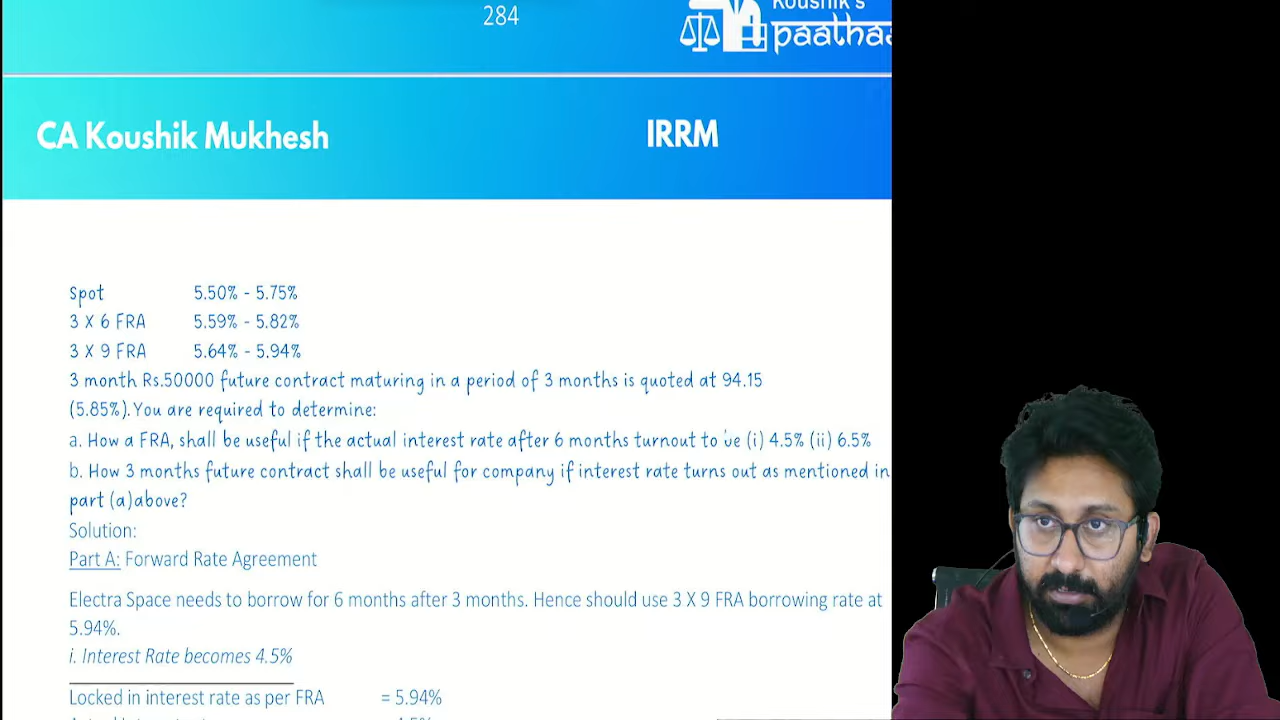 284
Koushik's
CA Koushik Mukhesh
IRRM
Spot 5.50% - 5.75%
3 X 6 FRA 5.59% - 5.82%
3 X 9 FRA 5.64% - 5.94%
3 month Rs.50000 future contract maturing in a period of 3 months is quoted at 94.15
(5.85%).You are required to determine:
a. How a FRA, shall be useful if the actual interest rate after 6 months turnout to (i) 4.5% (ii) 6.5%
b. How 3 months future contract shall be useful for company if interest rate turns out as mentioned in
part (a)above?
Solution:
Part A: Forward Rate Agreement
Electra Space needs to borrow for 6 months after 3 months. Hence should use 3 X 9 FRA borrowing rate at
5.94%.
i. Interest Rate becomes 4.5%
Locked in interest rate as per FRA = 5.94%